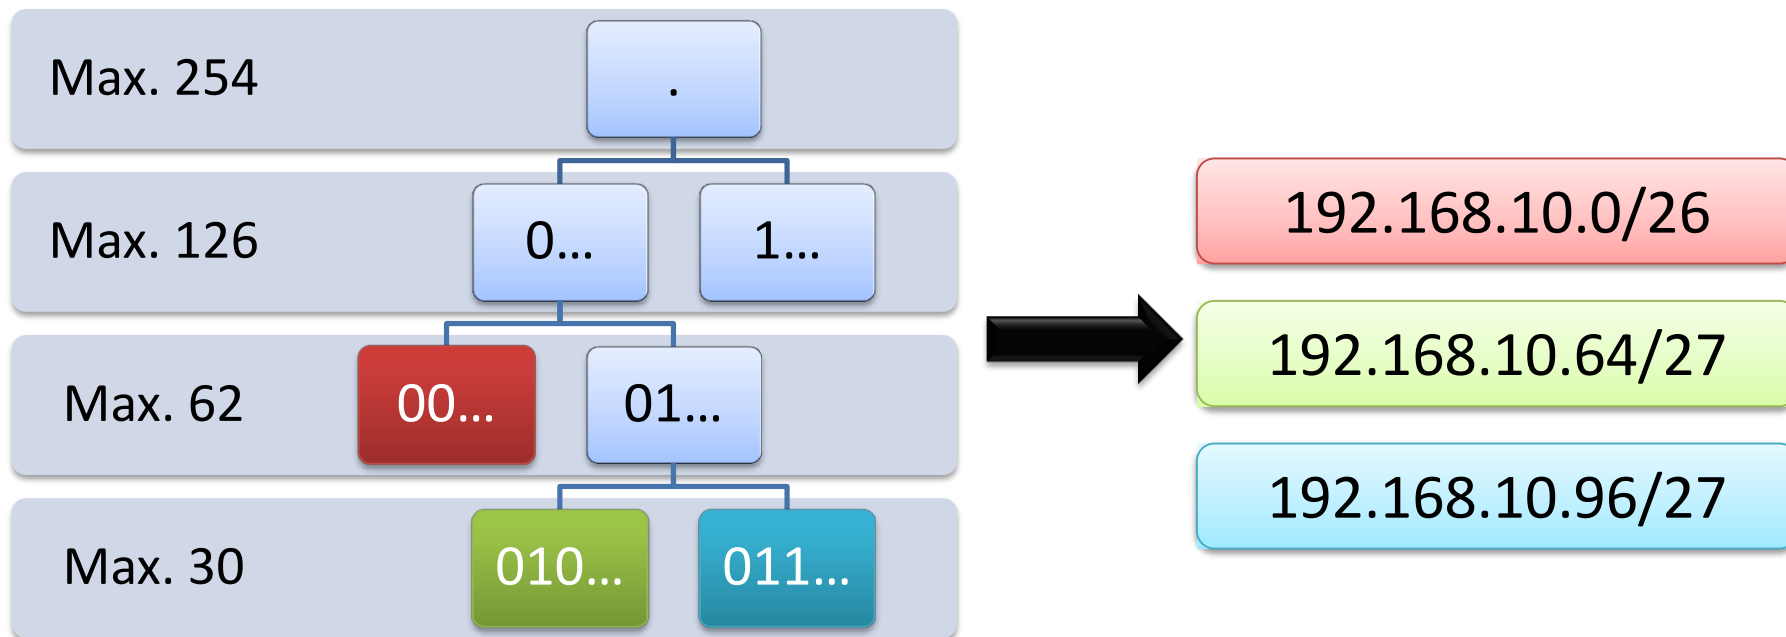 Max. 254
.
Max. 126
0...
1...
Max. 62
00...
01...
Max. 30
010...
011...
192.168.10.0/26
192.168.10.64/27
192.168.10.96/27